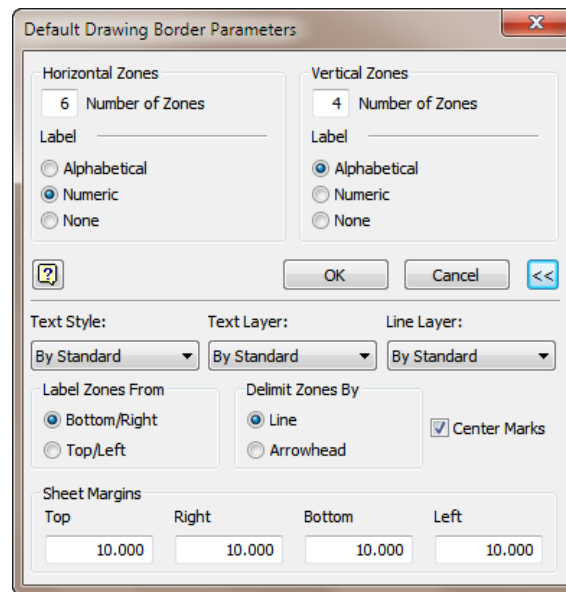 Default Drawing Border Parameters
Horizontal Zones
6 Number of Zones
Label
Alphabetical
Numeric
None
Vertical Zones
4 Number of Zones
Label
Alphabetical
Numeric
None
OK Cancel <<
Text Style: Text Layer: Line Layer:
By Standard By Standard By Standard
Label Zones From
Bottom/Right
Top/Left
Delimit Zones By
Line
Arrowhead
Center Marks
Sheet Margins
Top Right Bottom Left
10.000 10.000 10.000 10.000